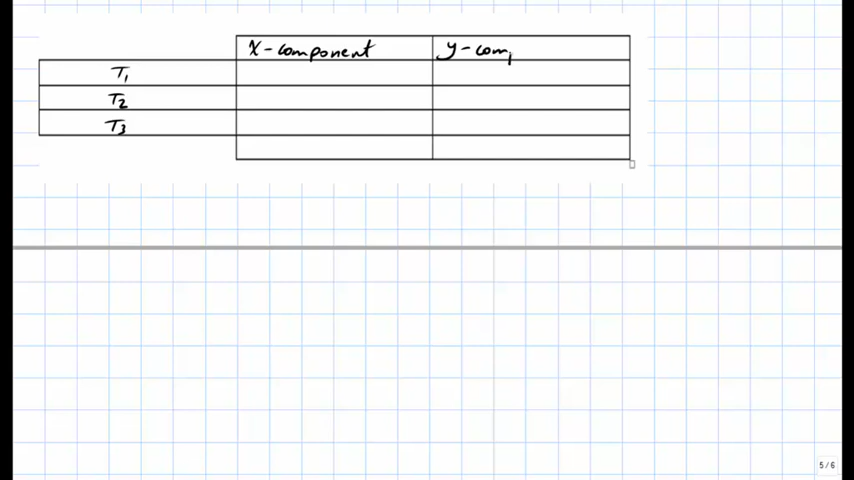 x-component y-com
T₁
T₂
T₃
5 / 6